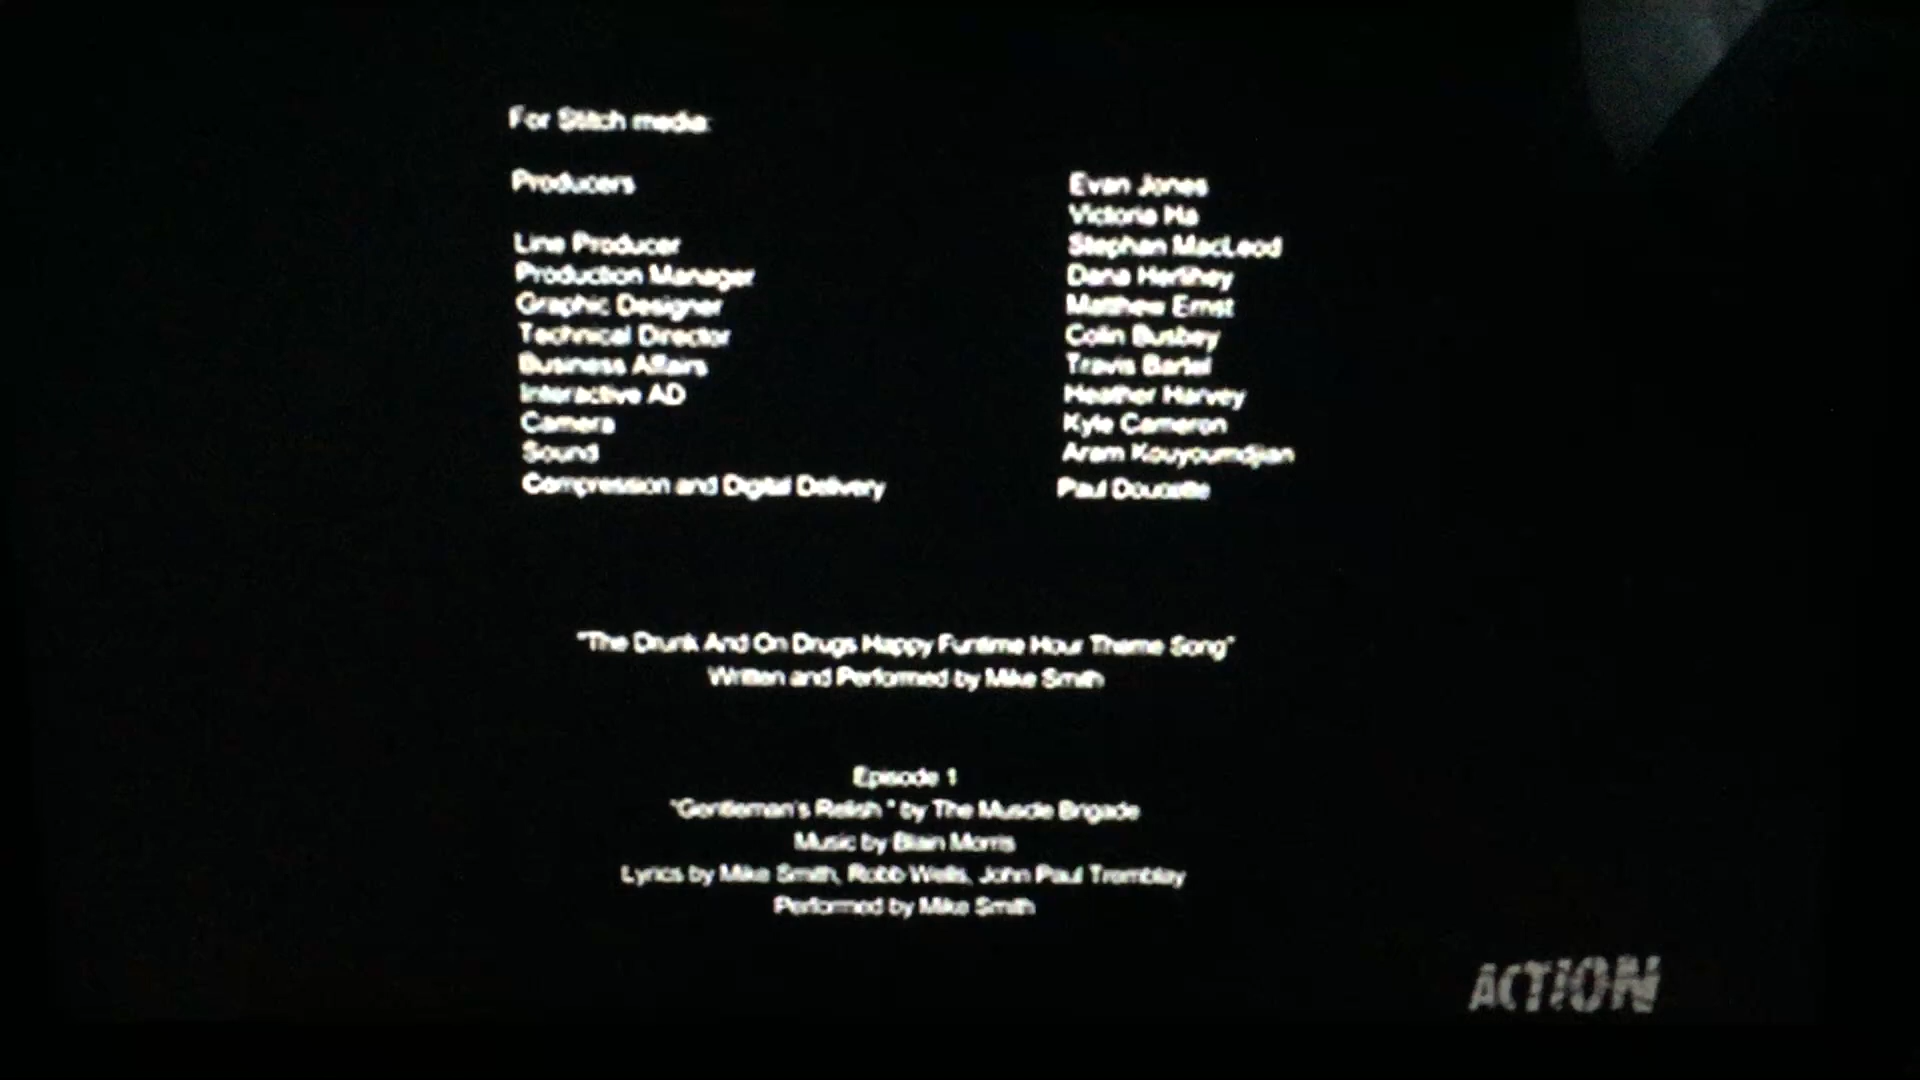 For Stitch media:
Producers Evan Jones
Victoria Ha
Line Producer Stephan MacLeod
Production Manager Dana Herlihey
Graphic Designer Matthew Ernst
Technical Director Colin Busbey
Business Affairs Travis Bartel
Interactive AD Heather Harvey
Camera Kyle Cameron
Sound Aram Kouyoumdjian
Compression and Digital Delivery Paul Doucette
"The Drunk And On Drugs Happy Funtime Hour Theme Song"
Written and Performed by Mike Smith
Episode 1
"Gentleman's Relish " by The Muscle Brigade
Music by Blain Morris
Lyrics by Mike Smith, Robb Wells, John Paul Tremblay
Performed by Mike Smith
ACTION